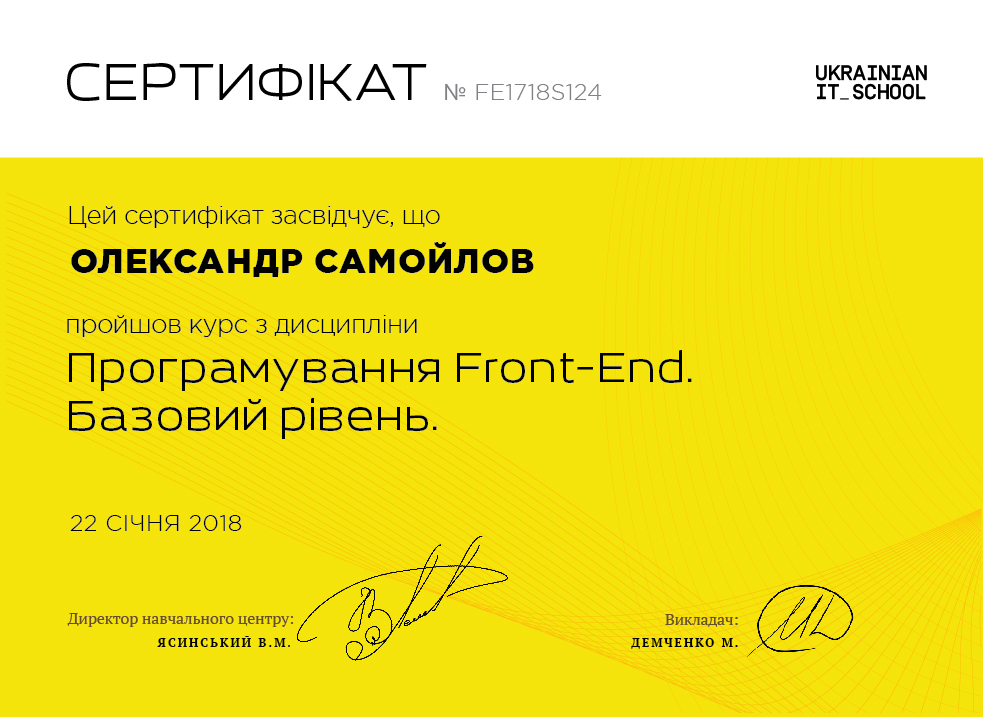 СЕРТИФІКАТ № FE1718S124
UKRAINIAN
IT_SCHOOL
Цей сертифікат засвідчує, що
ОЛЕКСАНДР САМОЙЛОВ
пройшов курс з дисципліни
Програмування Front-End.
Базовий рівень.
22 СІЧНЯ 2018
Директор навчального центру:
ЯСИНСЬКИЙ В.М.
Викладач:
ДЕМЧЕНКО М.